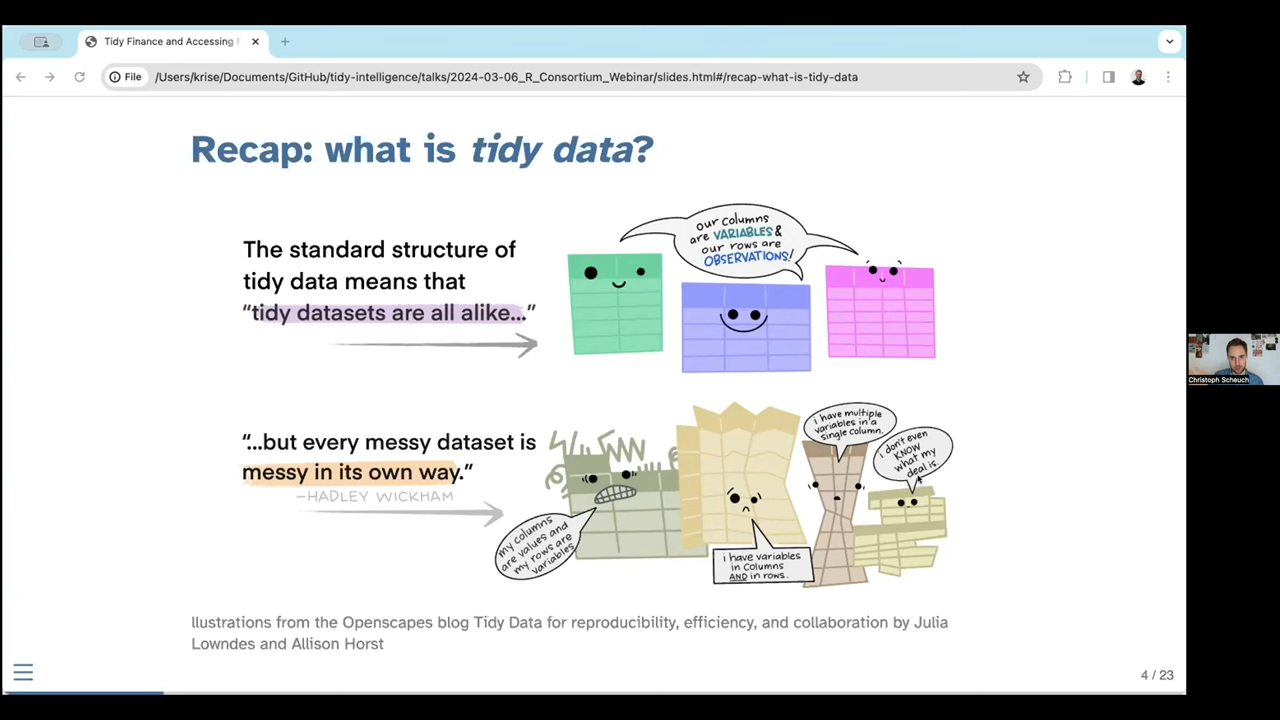 Tidy Finance and Accessing
File
/Users/krise/Documents/GitHub/tidy-intelligence/talks/2024-03-06_R_Consortium_Webinar/slides.html#/recap-what-is-tidy-data
Recap: what is tidy data?
The standard structure of
tidy data means that
“tidy datasets are all alike...”
our columns
are VARIABLES &
our rows are
OBSERVATIONS!
“...but every messy dataset is
messy in its own way.”
—HADLEY WICKHAM
my columns
are values and
my rows are
variables
i have variables
in columns
AND in rows.
i have multiple
variables in a
single column.
i don't even
KNOW
what my
deal is.
llustrations from the Openscapes blog Tidy Data for reproducibility, efficiency, and collaboration by Julia
Lowndes and Allison Horst
4 / 23
Christoph Scheuch